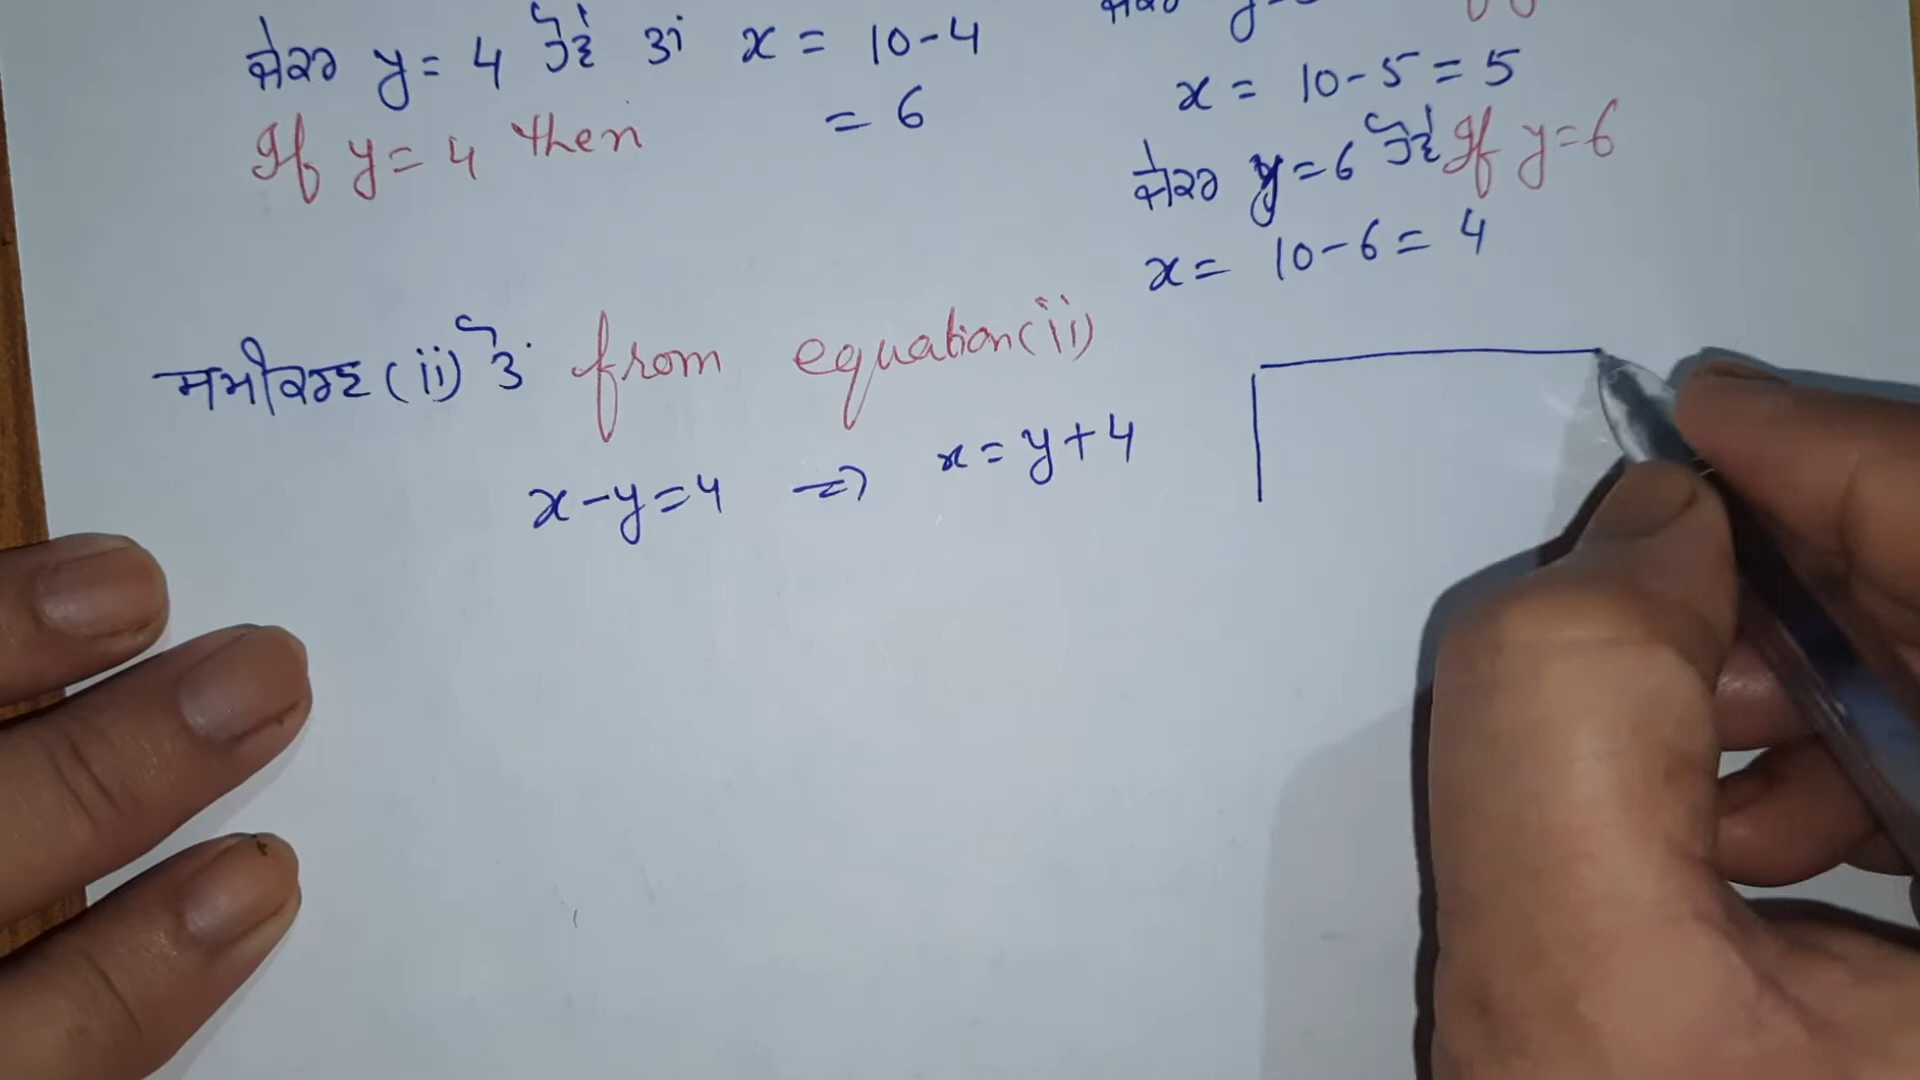 ਜੇਕਰ y = 4 ਹੈ ਤਾਂ x = 10 - 4
= 6
If y = 4 then
ਜੇਕਰ
x = 10 - 5 = 5
ਜੇਕਰ y = 6 ਹੈ If y = 6
x = 10 - 6 = 4
ਸਮੀਕਰਣ (ii) ਤੋਂ from equation (ii)
x - y = 4 ⇒ x = y + 4